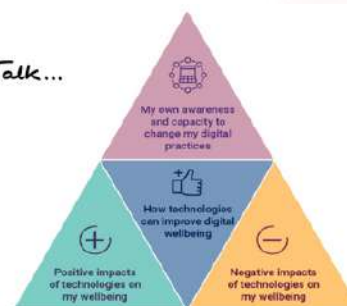 Talk...
My own awareness
and capacity to
change my digital
practices
How technologies
can improve digital
wellbeing
Positive impacts
of technologies on
my wellbeing
Negative impacts
of technologies on
my wellbeing